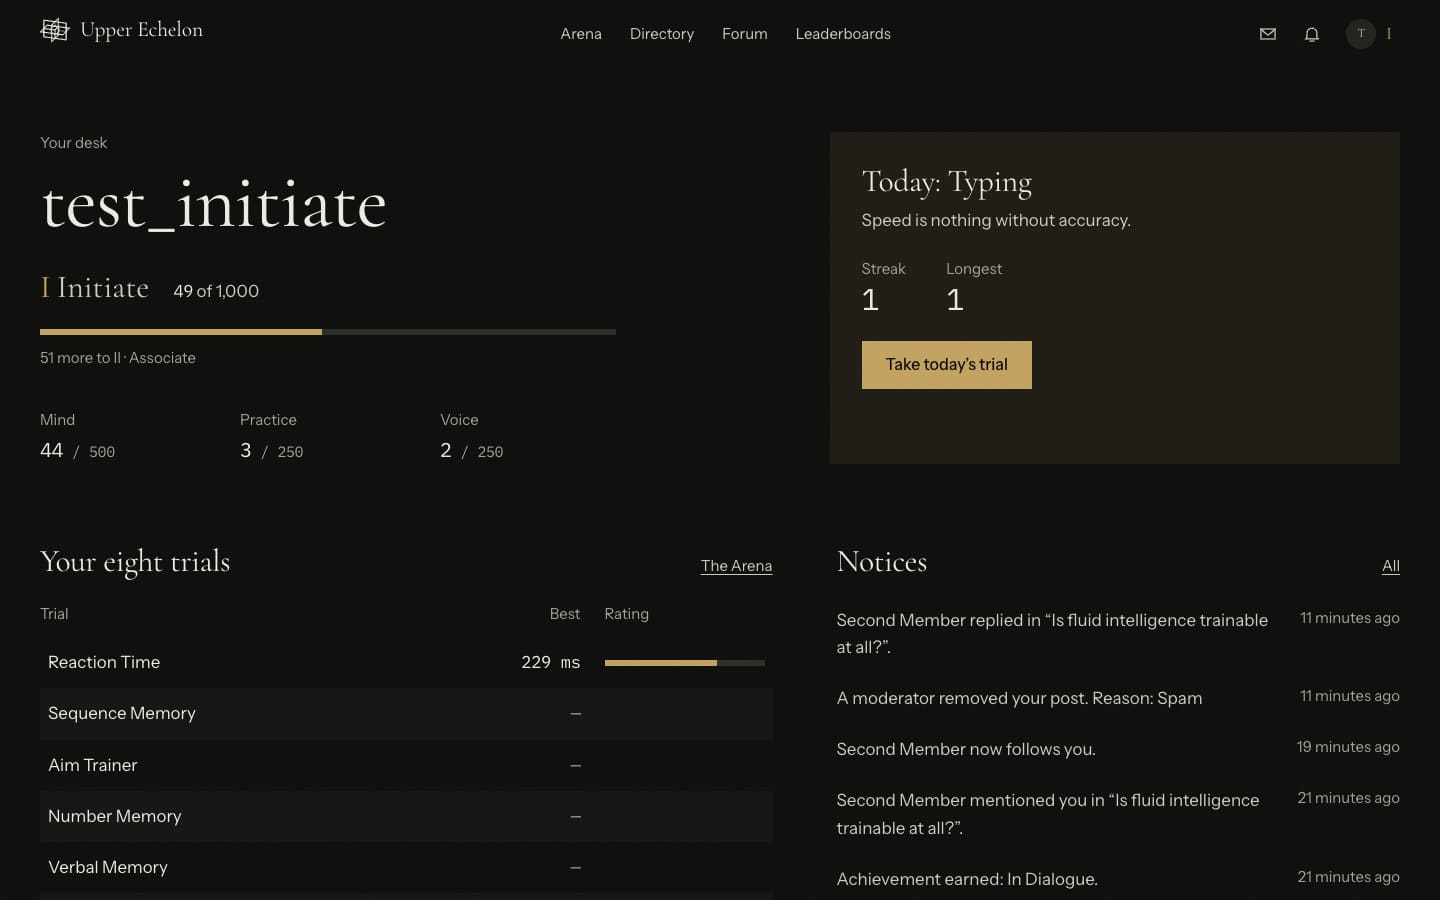 Upper Echelon
Arena Directory Forum Leaderboards
T I
Your desk
test_initiate
I Initiate 49 of 1,000
51 more to II · Associate
Mind Practice Voice
44 / 500 3 / 250 2 / 250
Today: Typing
Speed is nothing without accuracy.
Streak Longest
1 1
Take today’s trial
Your eight trials The Arena
Trial Best Rating
Reaction Time 229 ms
Sequence Memory –
Aim Trainer –
Number Memory –
Verbal Memory –
Notices All
Second Member replied in “Is fluid intelligence trainable 11 minutes ago
at all?”.
A moderator removed your post. Reason: Spam 11 minutes ago
Second Member now follows you. 19 minutes ago
Second Member mentioned you in “Is fluid intelligence 21 minutes ago
trainable at all?”.
Achievement earned: In Dialogue. 21 minutes ago